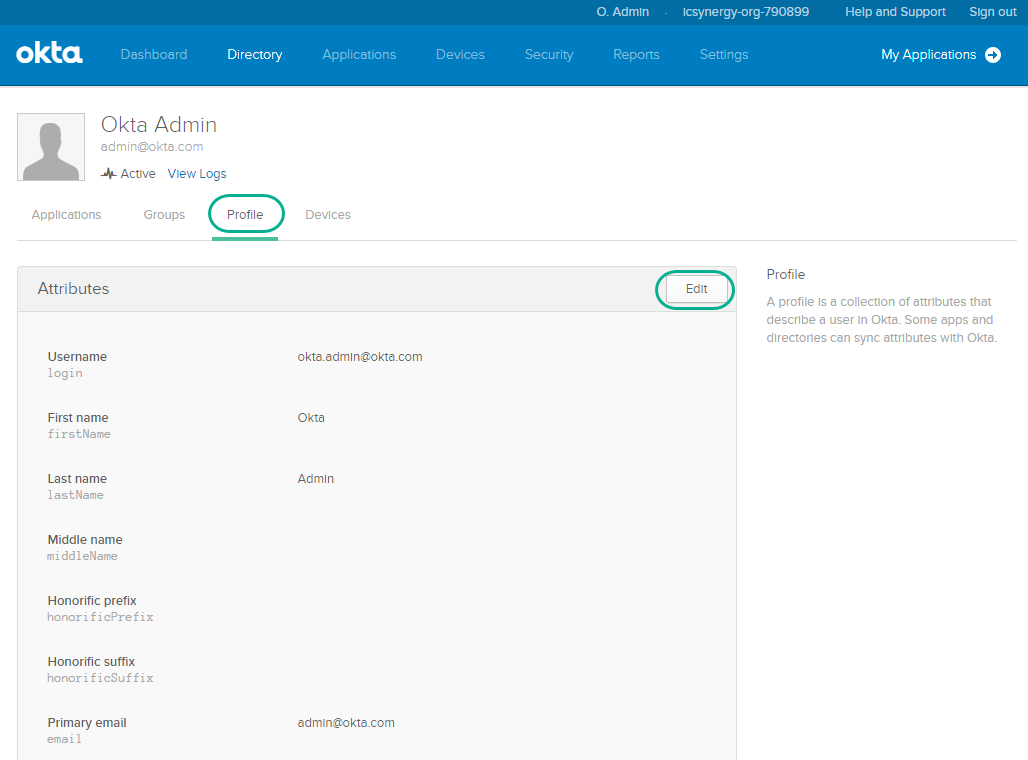 O. Admin · icsynergy-org-790899 Help and Support Sign out
okta Dashboard Directory Applications Devices Security Reports Settings My Applications
Okta Admin
admin@okta.com
Active View Logs
Applications Groups Profile Devices
Attributes Edit
Username okta.admin@okta.com
login
First name Okta
firstName
Last name Admin
lastName
Middle name
middleName
Honorific prefix
honorificPrefix
Honorific suffix
honorificSuffix
Primary email admin@okta.com
email
Profile
A profile is a collection of attributes that
describe a user in Okta. Some apps and
directories can sync attributes with Okta.